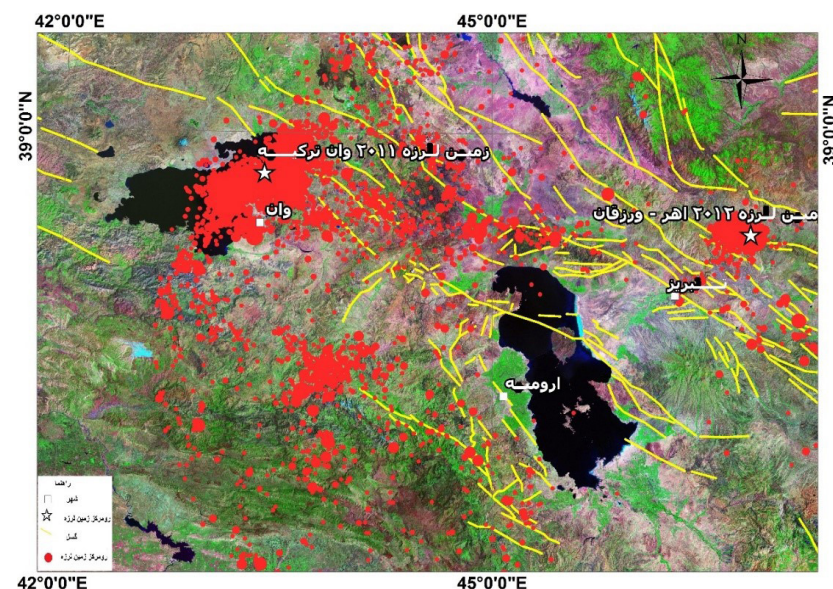 42°0'0"E
45°0'0"E
39°0'0"N
39°0'0"N
N
زمین لرزه ۲۰۱۱ وان ترکیه
وان
مین لرزه ۲۰۱۲ اهر - ورزقان
بریز
ارومیه
راهنما
شهر
رومرکز زمین لرزه
گسل
رومرکز زمین لرزه
42°0'0"E
45°0'0"E